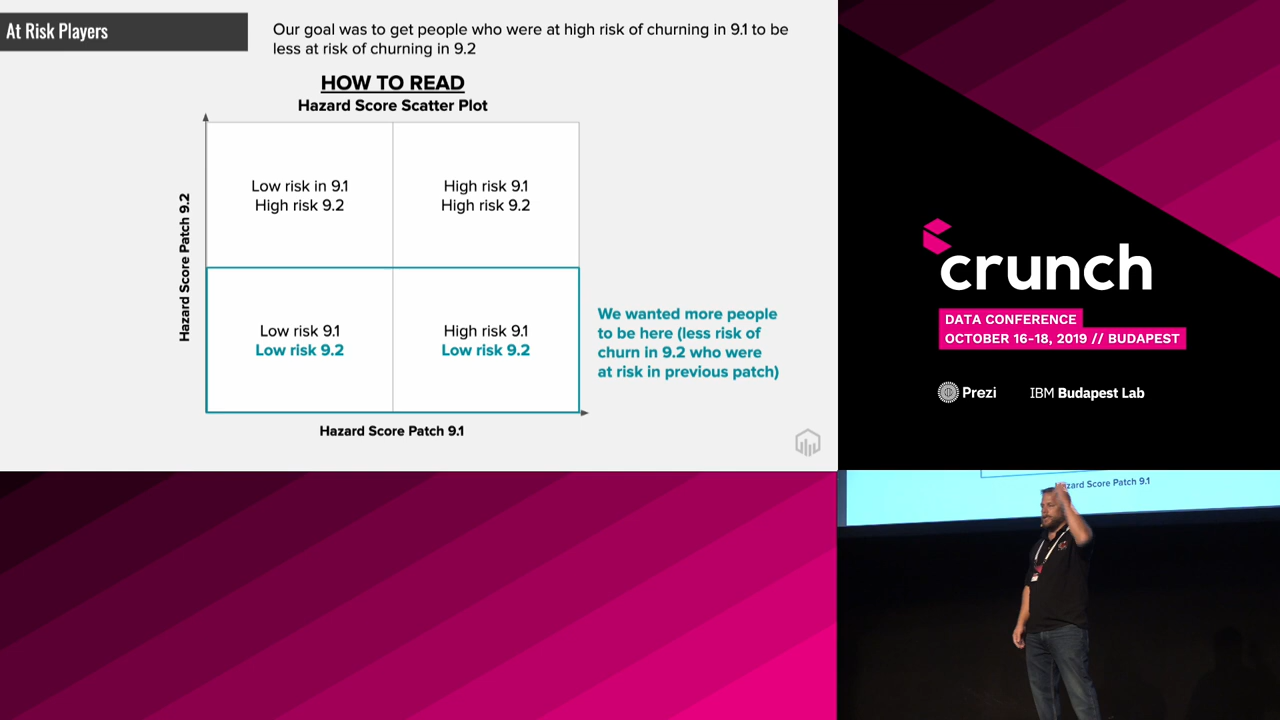 At Risk Players
Our goal was to get people who were at high risk of churning in 9.1 to be
less at risk of churning in 9.2
HOW TO READ
Hazard Score Scatter Plot
Hazard Score Patch 9.2
Low risk in 9.1
High risk 9.2
High risk 9.1
High risk 9.2
Low risk 9.1
Low risk 9.2
High risk 9.1
Low risk 9.2
We wanted more people
to be here (less risk of
churn in 9.2 who were
at risk in previous patch)
Hazard Score Patch 9.1
crunch
DATA CONFERENCE
OCTOBER 16-18, 2019 // BUDAPEST
Prezi
IBM Budapest Lab
Hazard Score Patch 9.1